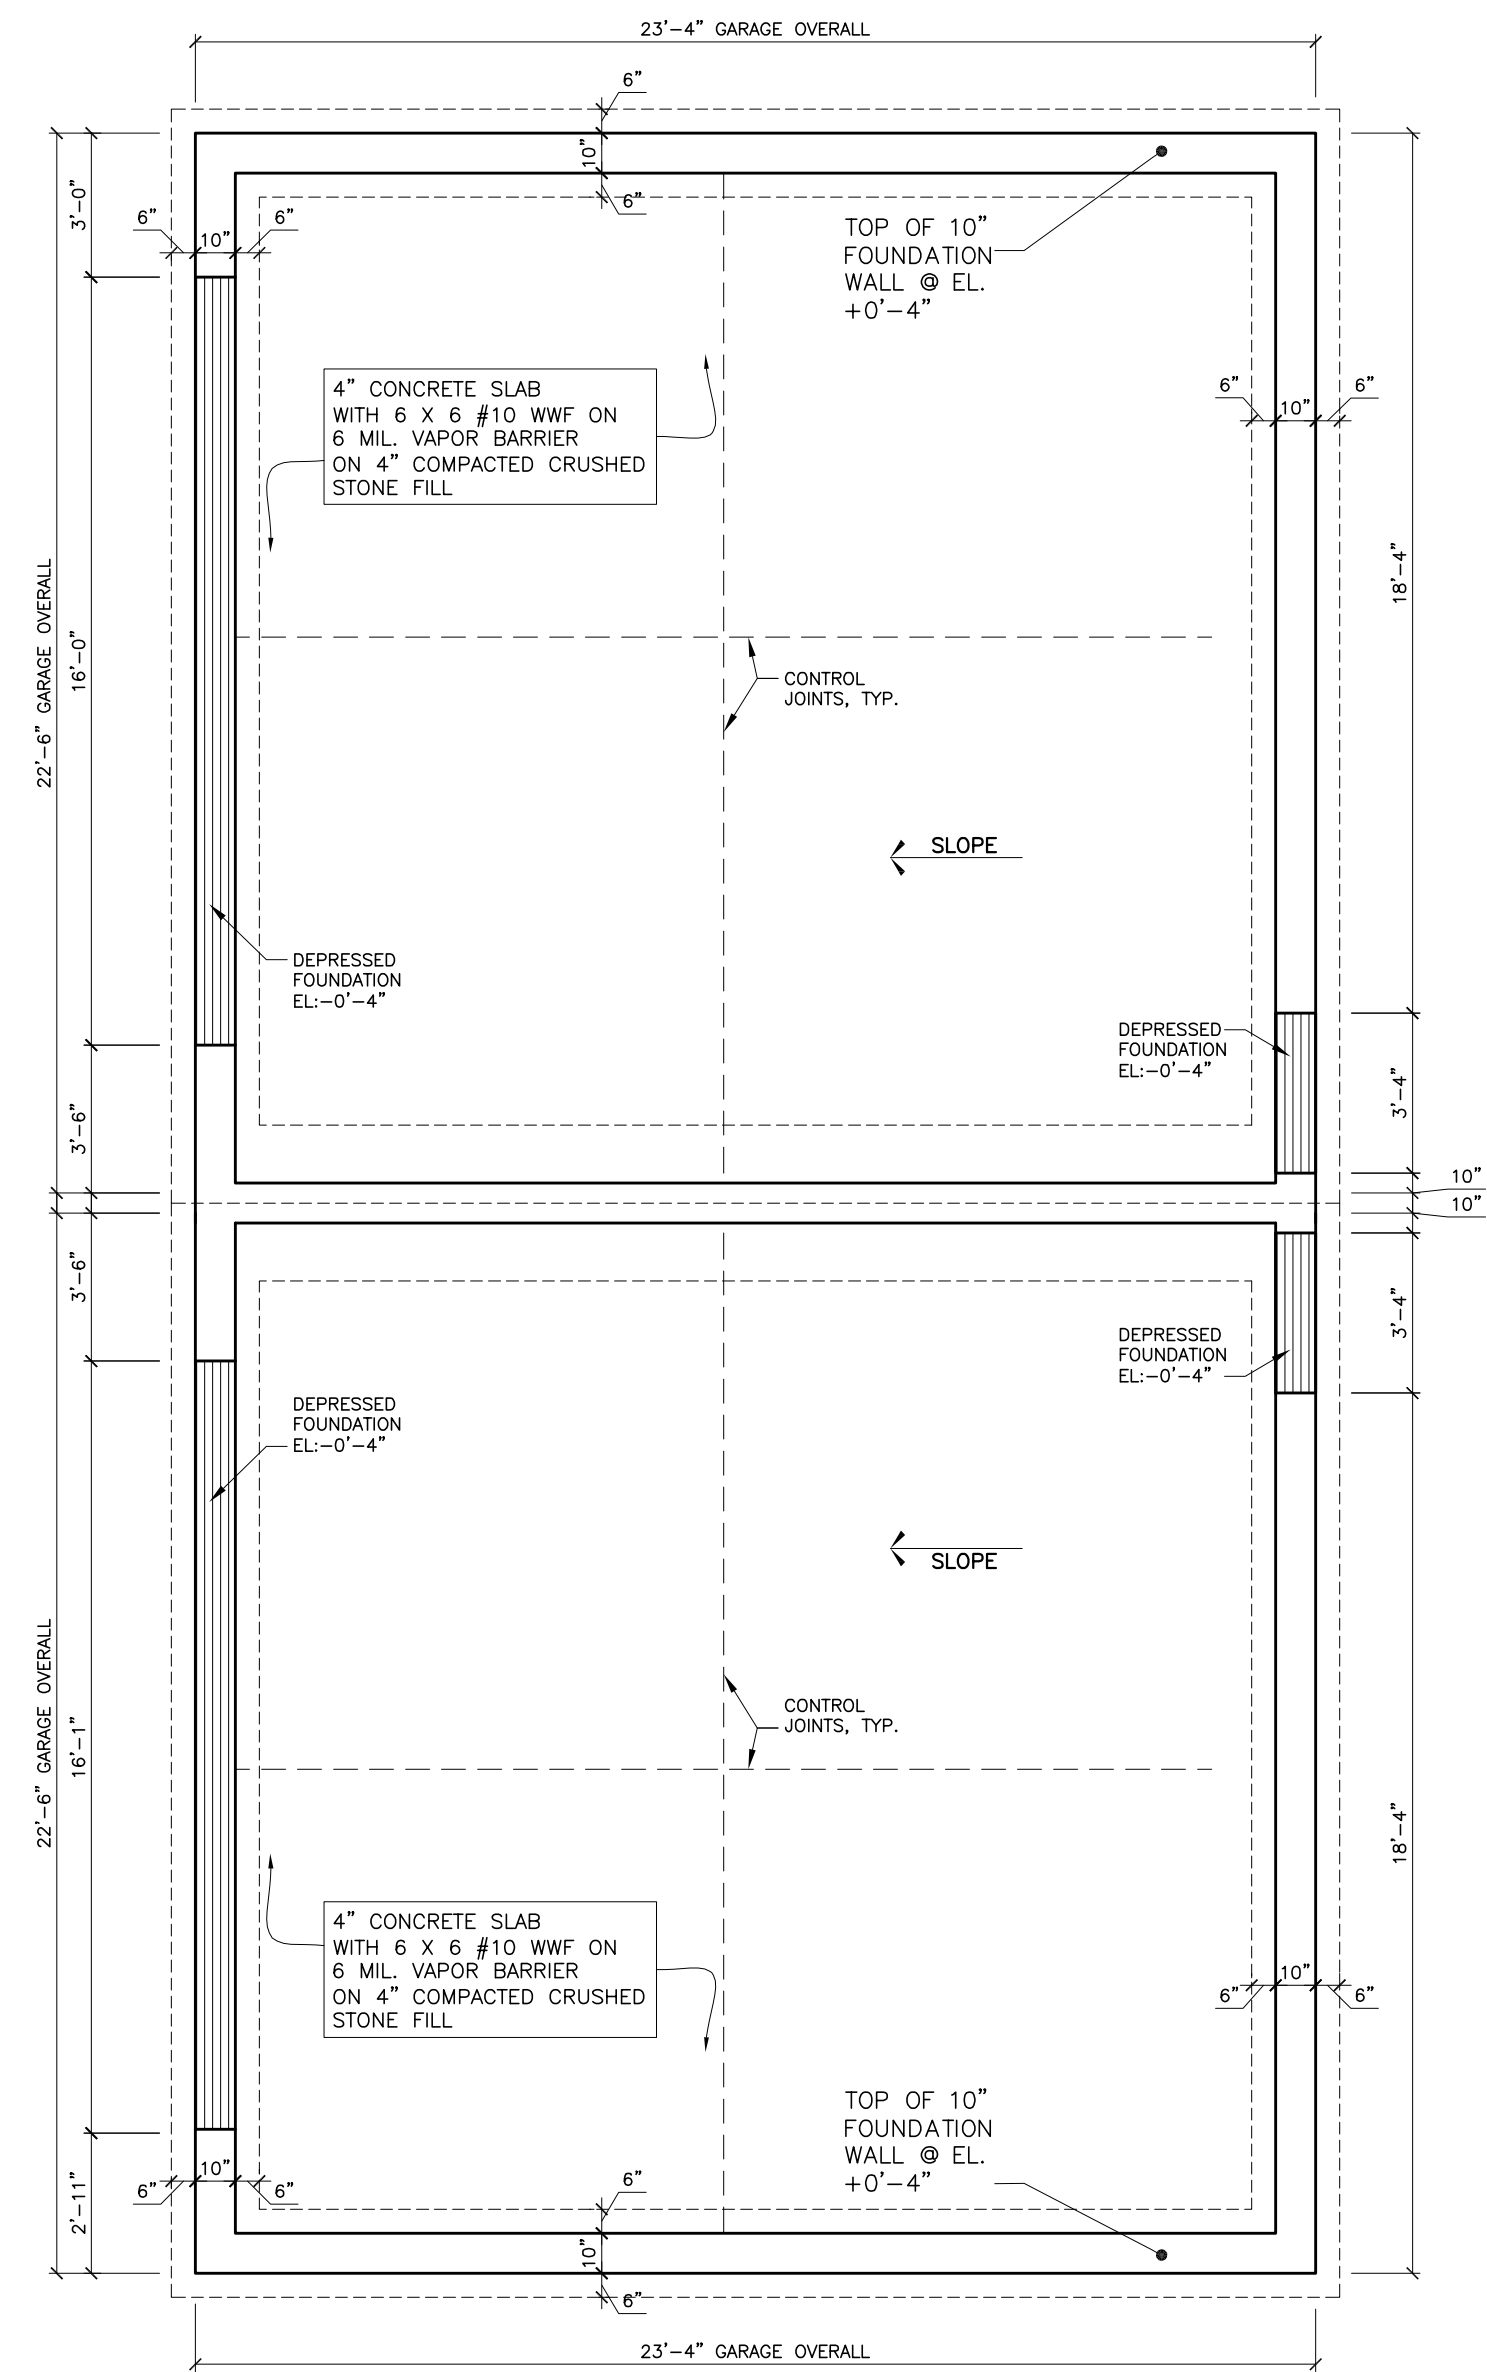 23'-4" GARAGE OVERALL
6"
10"
6"
3'-0"
6"
10"
6"
TOP OF 10"
FOUNDATION
WALL @ EL.
+0'-4"
4" CONCRETE SLAB
WITH 6 X 6 #10 WWF ON
6 MIL. VAPOR BARRIER
ON 4" COMPACTED CRUSHED
STONE FILL
6"
10"
6"
22'-6" GARAGE OVERALL
16'-0"
18'-4"
CONTROL
JOINTS, TYP.
SLOPE
DEPRESSED
FOUNDATION
EL:-0'-4"
DEPRESSED
FOUNDATION
EL:-0'-4"
3'-6"
3'-4"
10"
10"
3'-6"
3'-4"
DEPRESSED
FOUNDATION
EL:-0'-4"
DEPRESSED
FOUNDATION
EL:-0'-4"
SLOPE
22'-6" GARAGE OVERALL
16'-1"
CONTROL
JOINTS, TYP.
18'-4"
4" CONCRETE SLAB
WITH 6 X 6 #10 WWF ON
6 MIL. VAPOR BARRIER
ON 4" COMPACTED CRUSHED
STONE FILL
6"
10"
6"
TOP OF 10"
FOUNDATION
WALL @ EL.
+0'-4"
2'-11"
6"
10"
6"
6"
10"
6"
23'-4" GARAGE OVERALL